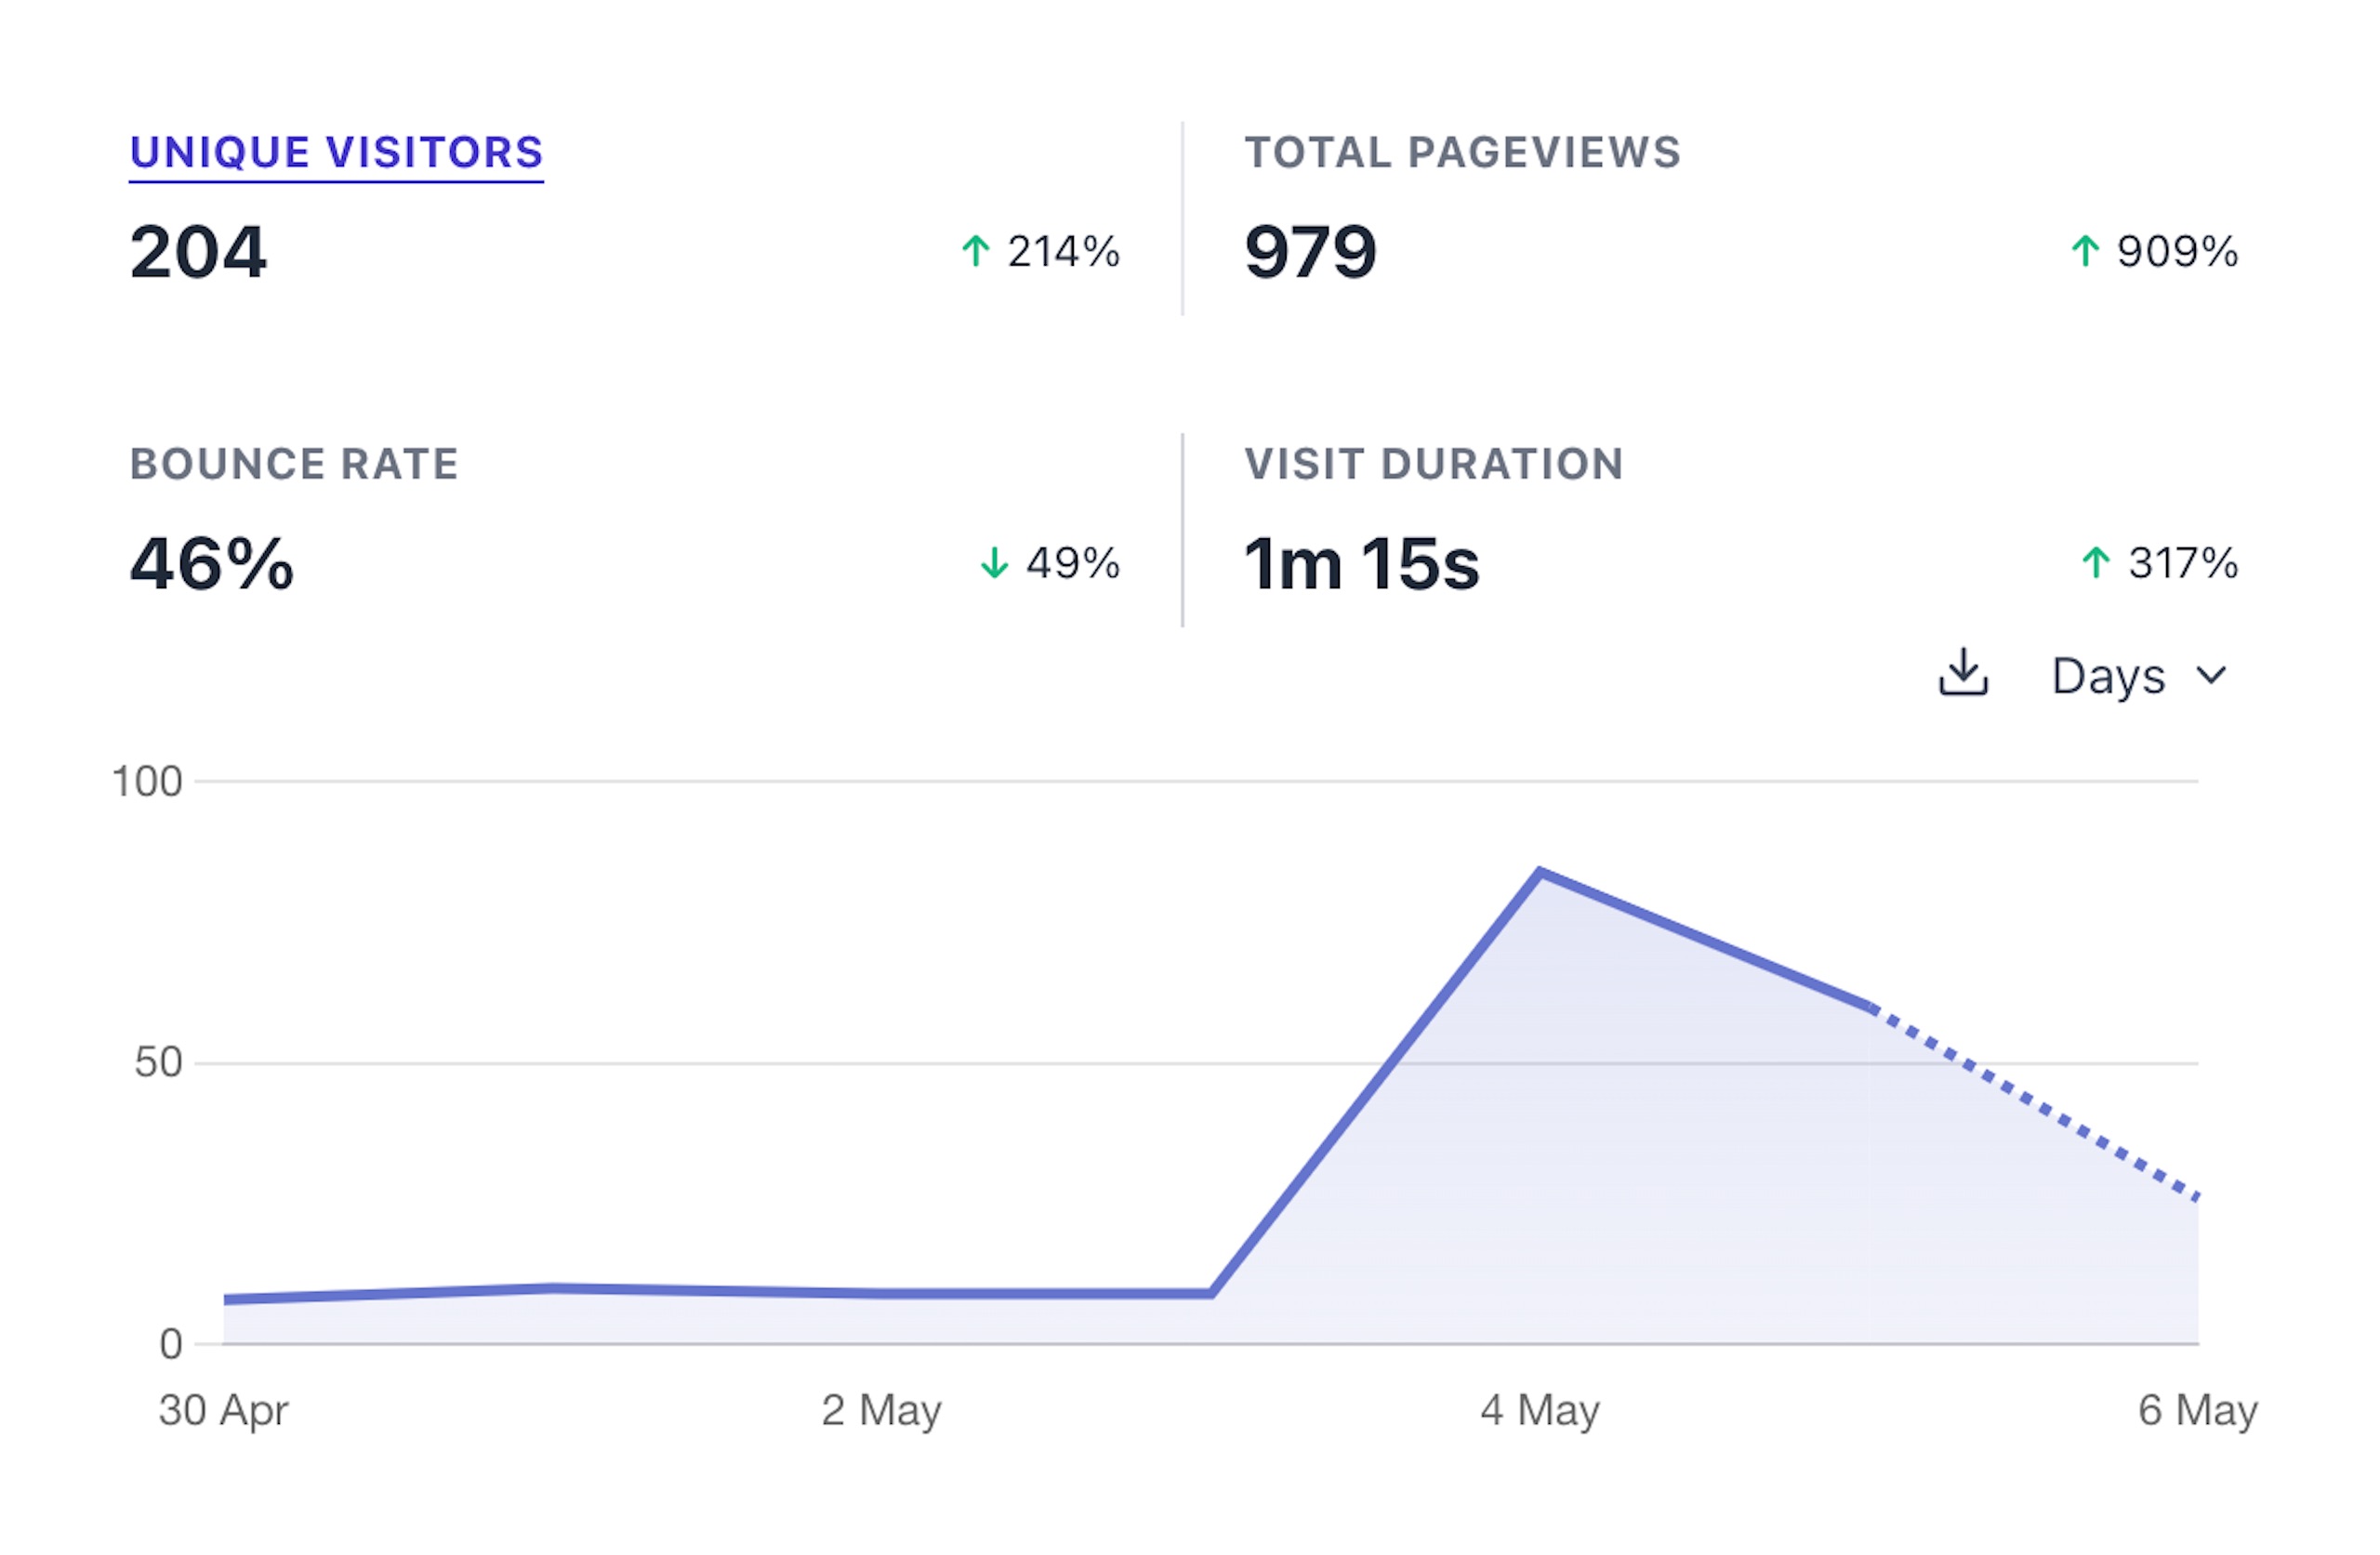 UNIQUE VISITORS
204
↑ 214%
TOTAL PAGEVIEWS
979
↑ 909%
BOUNCE RATE
46%
↓ 49%
VISIT DURATION
1m 15s
↑ 317%
Days
100
50
0
30 Apr
2 May
4 May
6 May